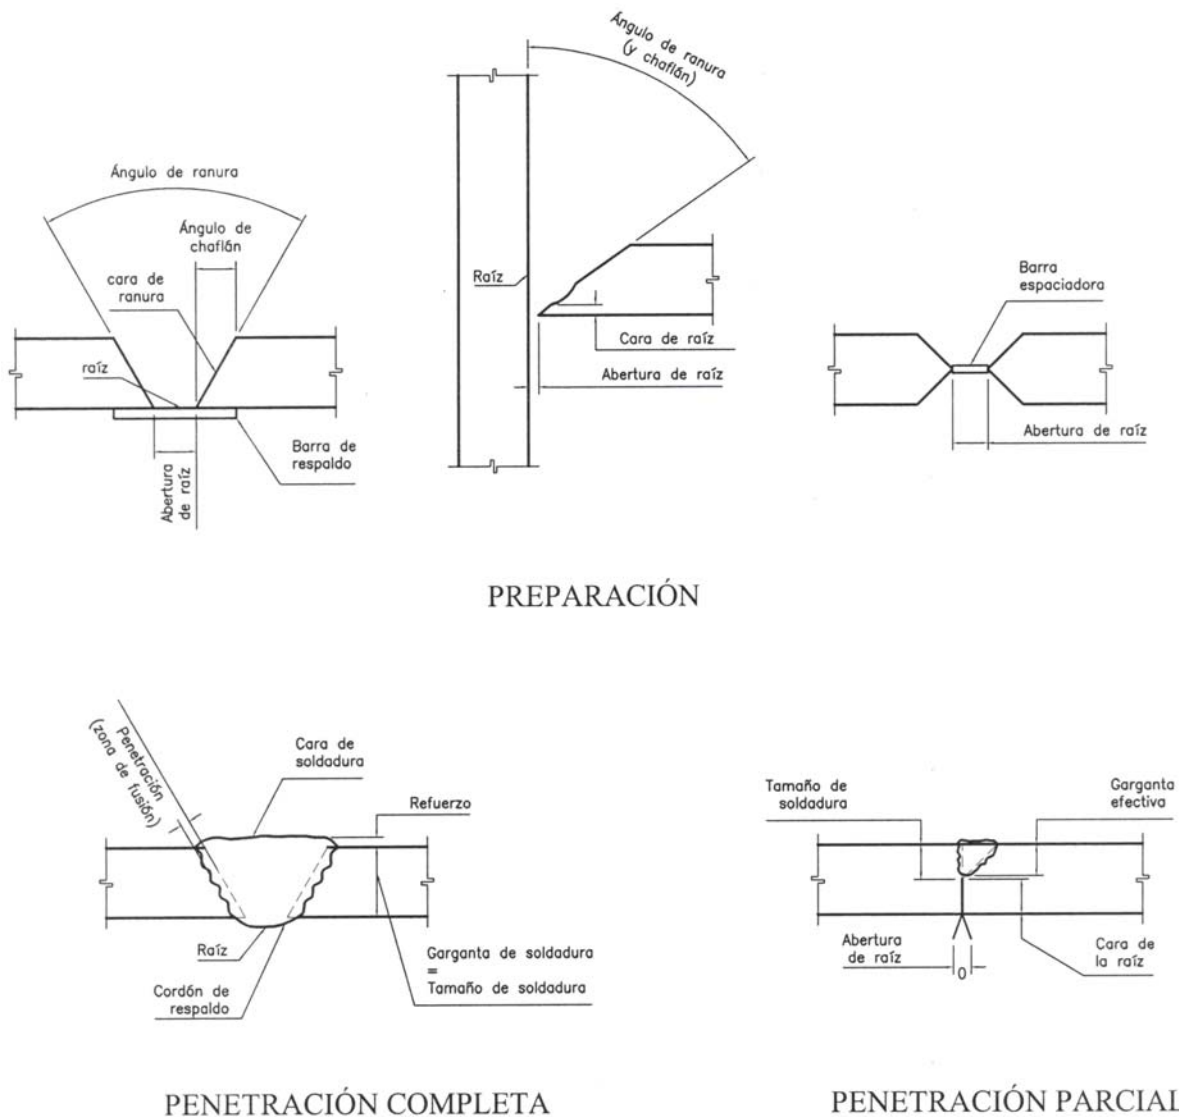 Ángulo de ranura
(y chaflán)
Ángulo de ranura
Ángulo de
chaflán
cara de
ranura
raíz
Abertura
de raíz
Barra de
respaldo
Raíz
Cara de raíz
Abertura de raíz
Barra
espaciadora
Abertura de raíz
PREPARACIÓN
Penetración
(zona de fusión)
Cara de
soldadura
Refuerzo
Raíz
Cordón de
respaldo
Garganta de soldadura
=
Tamaño de soldadura
Tamaño de
soldadura
Garganta
efectiva
Abertura
de raíz
0
Cara de
la raíz
PENETRACIÓN COMPLETA
PENETRACIÓN PARCIAL